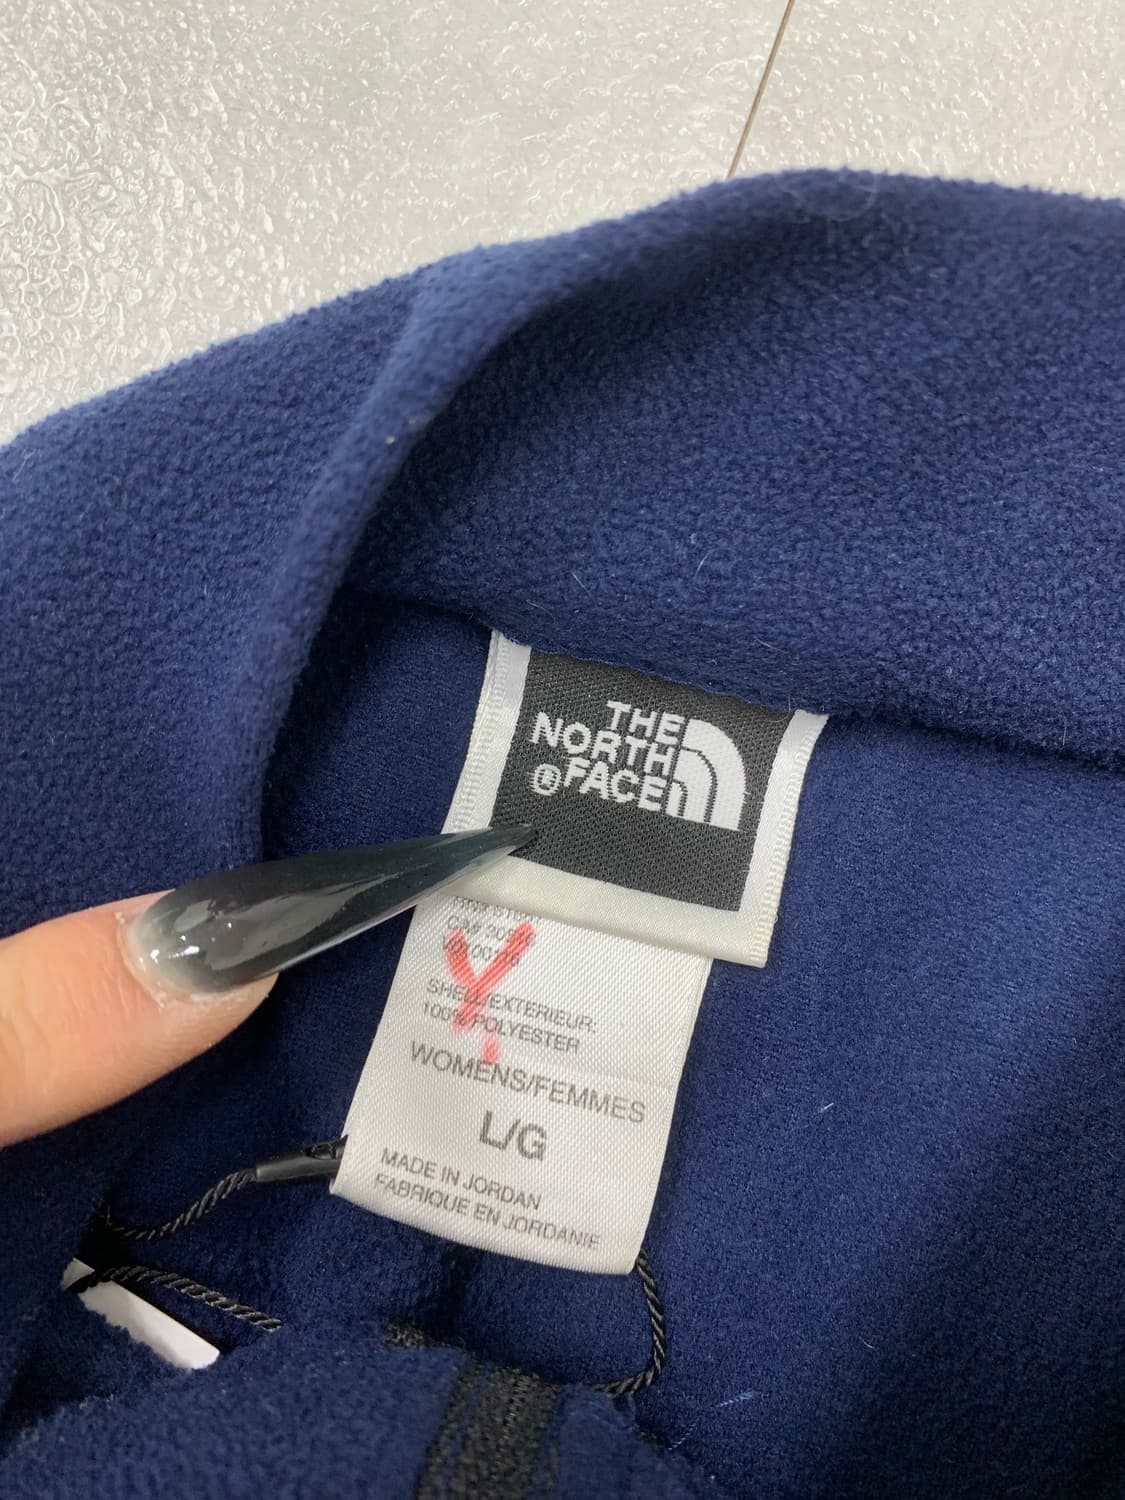 THE
NORTH
FACE
®
SHELL/EXTERIEUR:
100% POLYESTER
WOMENS/FEMMES
L/G
MADE IN JORDAN
FABRIQUE EN JORDANIE